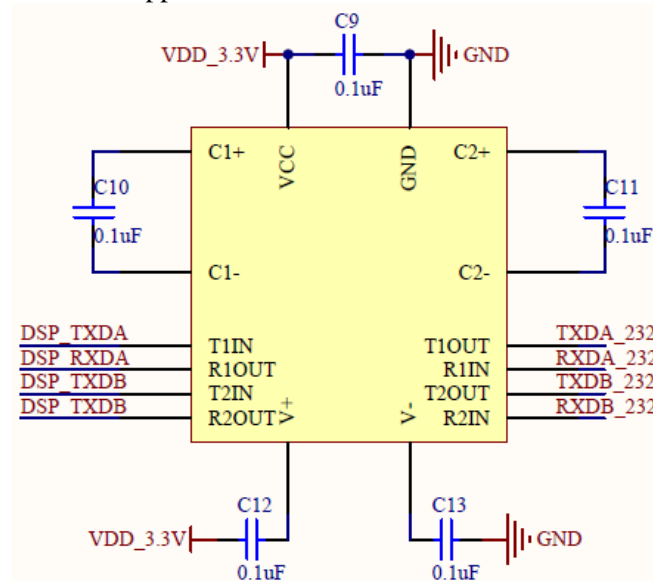 C9
VDD_3.3V
GND
0.1uF
C1+
VCC
GND
C2+
C10
C11
0.1uF
0.1uF
C1-
C2-
DSP_TXDA
T1IN
T1OUT
TXDA_232
DSP_RXDA
R1OUT
R1IN
RXDA_232
DSP_TXDB
T2IN
T2OUT
TXDB_232
DSP_TXDB
R2OUT
V+
V-
R2IN
RXDB_232
C12
C13
VDD_3.3V
GND
0.1uF
0.1uF